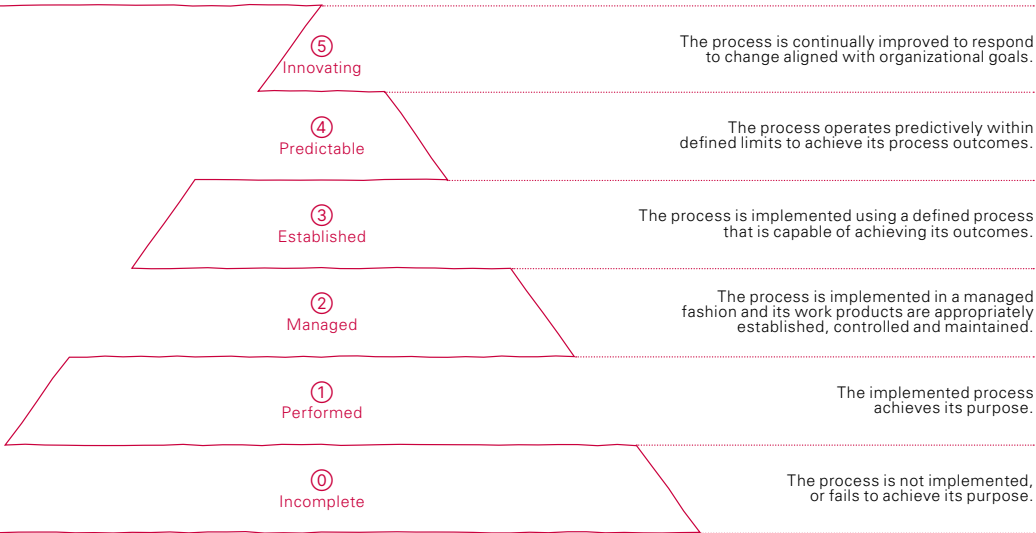 ⑤
Innovating
The process is continually improved to respond
to change aligned with organizational goals.
④
Predictable
The process operates predictively within
defined limits to achieve its process outcomes.
③
Established
The process is implemented using a defined process
that is capable of achieving its outcomes.
②
Managed
The process is implemented in a managed
fashion and its work products are appropriately
established, controlled and maintained.
①
Performed
The implemented process
achieves its purpose.
⓪
Incomplete
The process is not implemented,
or fails to achieve its purpose.